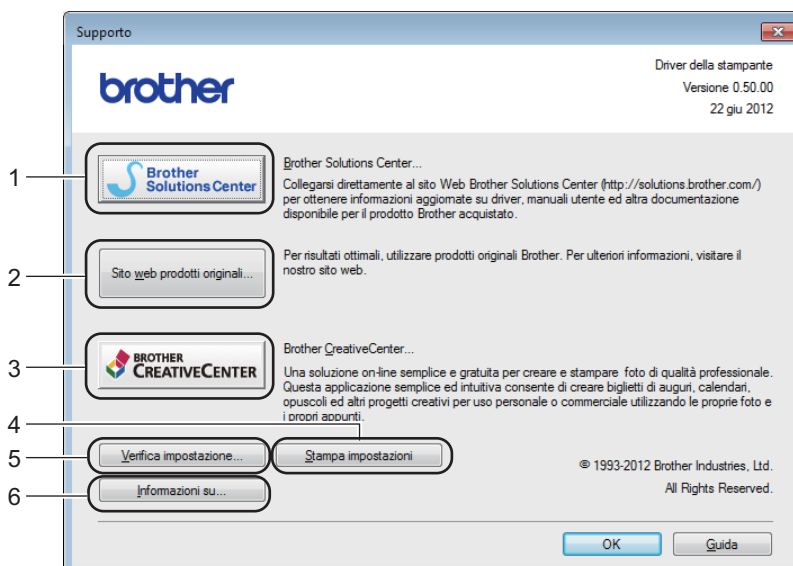 Supporto
brother
Driver della stampante
Versione 0.50.00
22 giu 2012
1
Brother
Solutions Center
Brother Solutions Center...
Collegarsi direttamente al sito Web Brother Solutions Center (http://solutions.brother.com/)
per ottenere informazioni aggiornate su driver, manuali utente ed altra documentazione
disponibile per il prodotto Brother acquistato.
2
Sito web prodotti originali...
Per risultati ottimali, utilizzare prodotti originali Brother. Per ulteriori informazioni, visitare il
nostro sito web.
3
BROTHER
CREATIVECENTER
Brother CreativeCenter...
Una soluzione on-line semplice e gratuita per creare e stampare foto di qualità professionale.
Questa applicazione semplice ed intuitiva consente di creare biglietti di auguri, calendari,
opuscoli ed altri progetti creativi per uso personale o commerciale utilizzando le proprie foto e
i propri appunti.
4
5
Verifica impostazione...
Stampa impostazioni
6
Informazioni su...
© 1993-2012 Brother Industries, Ltd.
All Rights Reserved.
OK
Guida